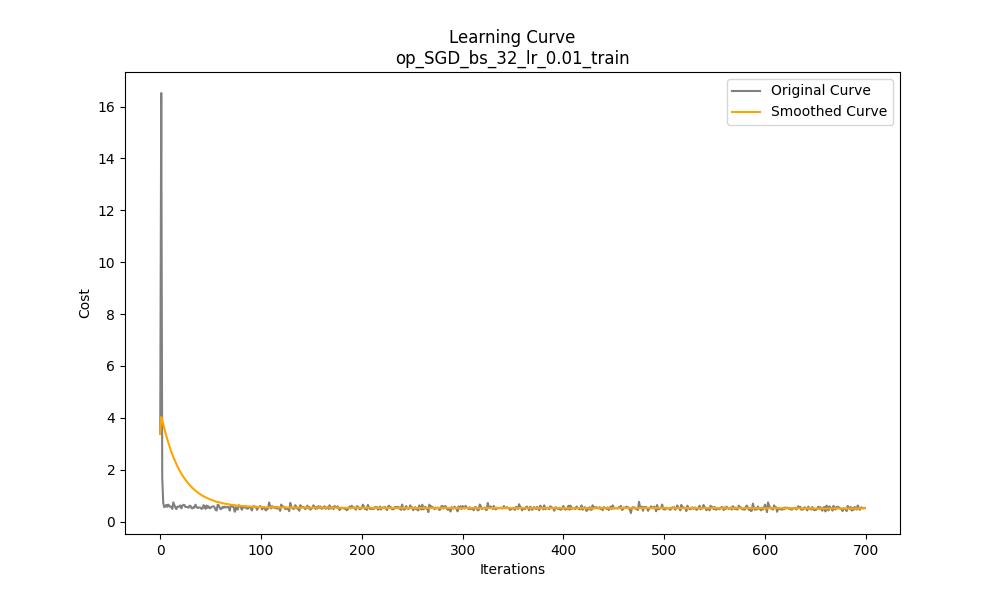 Learning Curve
op_SGD_bs_32_lr_0.01_train
Original Curve
Smoothed Curve
16
14
12
10
8
6
4
2
0
Cost
0 100 200 300 400 500 600 700
Iterations